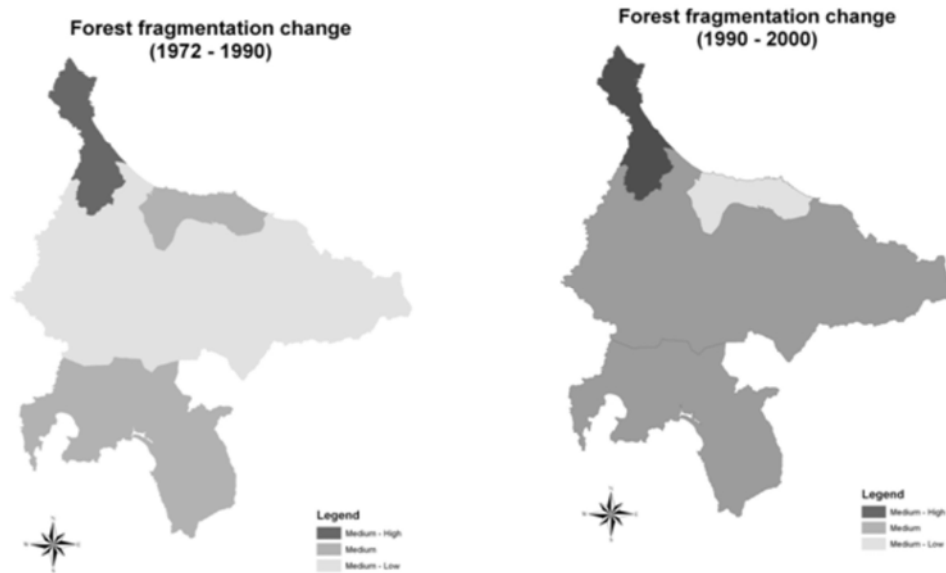 Forest fragmentation change
(1972 - 1990)
Legend
Medium - High
Medium
Medium - Low
Forest fragmentation change
(1990 - 2000)
Legend
Medium - High
Medium
Medium - Low